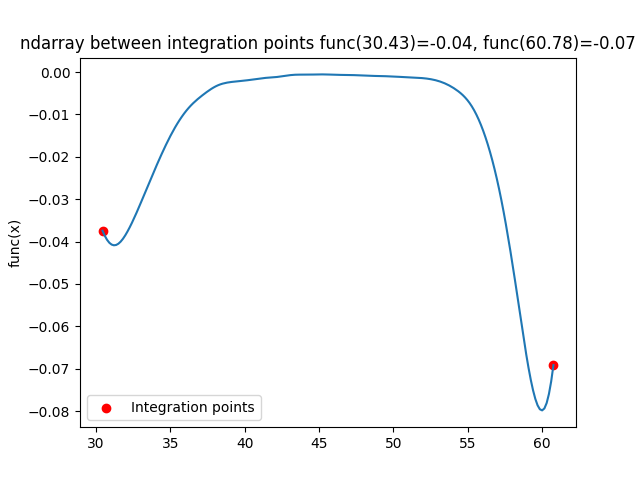 ndarray between integration points func(30.43)=-0.04, func(60.78)=-0.07
0.00
−0.01
−0.02
−0.03
−0.04
−0.05
−0.06
−0.07
−0.08
func(x)
Integration points
30 35 40 45 50 55 60